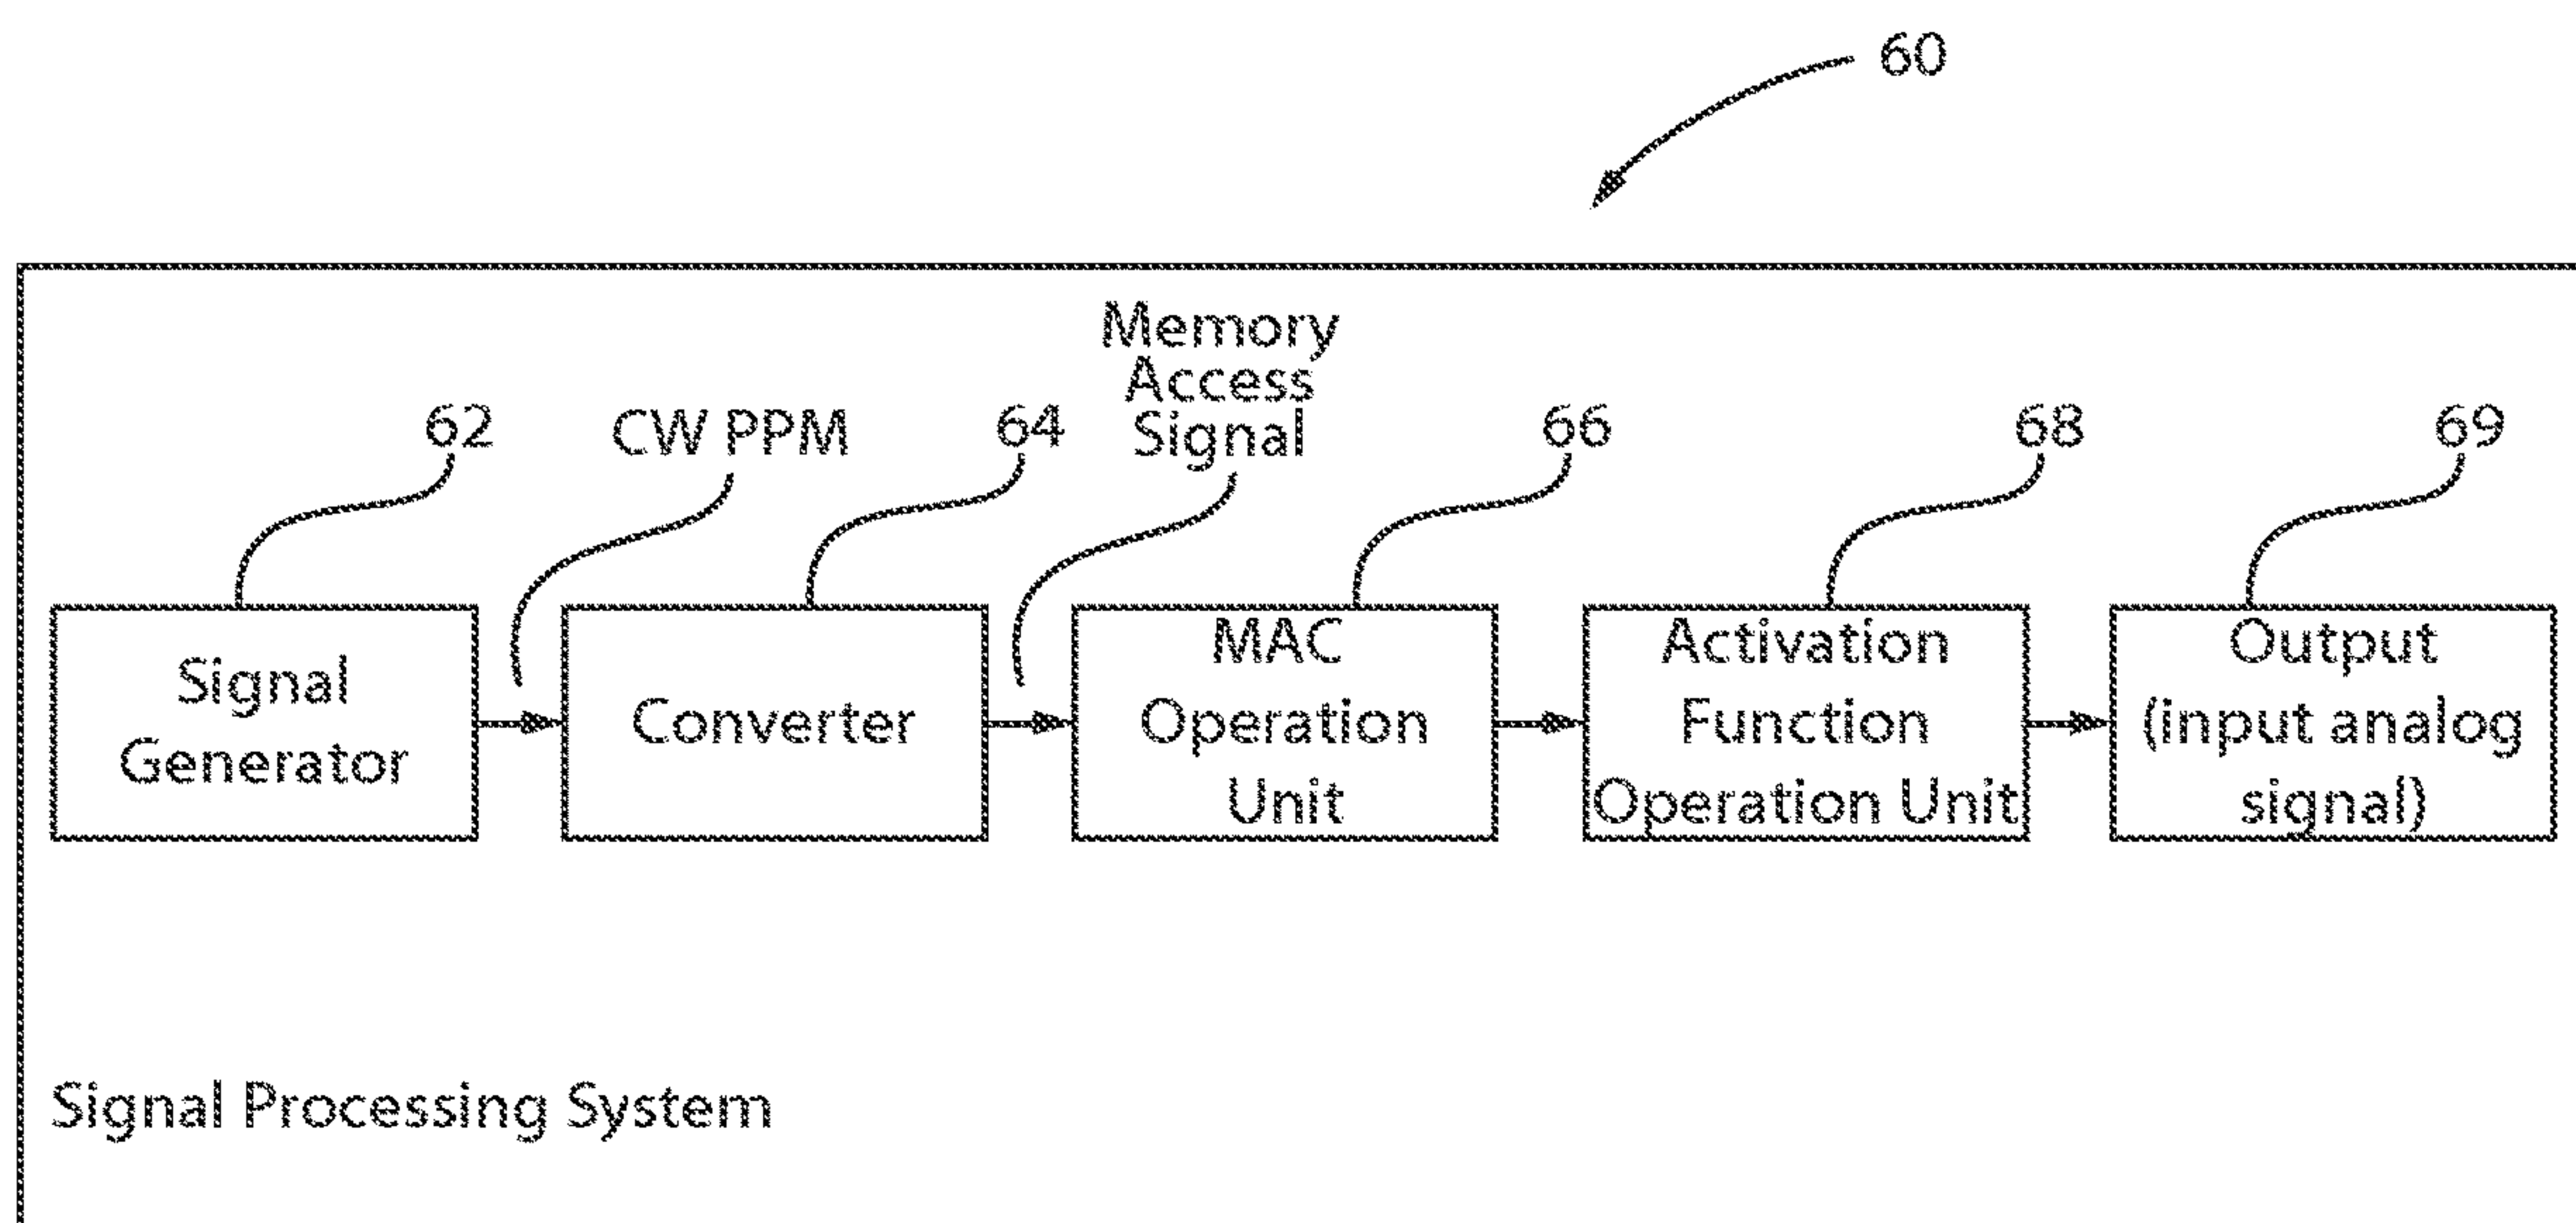 60
Memory
Access
Signal
62
CW PPM
64
66
68
69
Signal
Generator
Converter
MAC
Operation
Unit
Activation
Function
Operation Unit
Output
(input analog
signal)
Signal Processing System